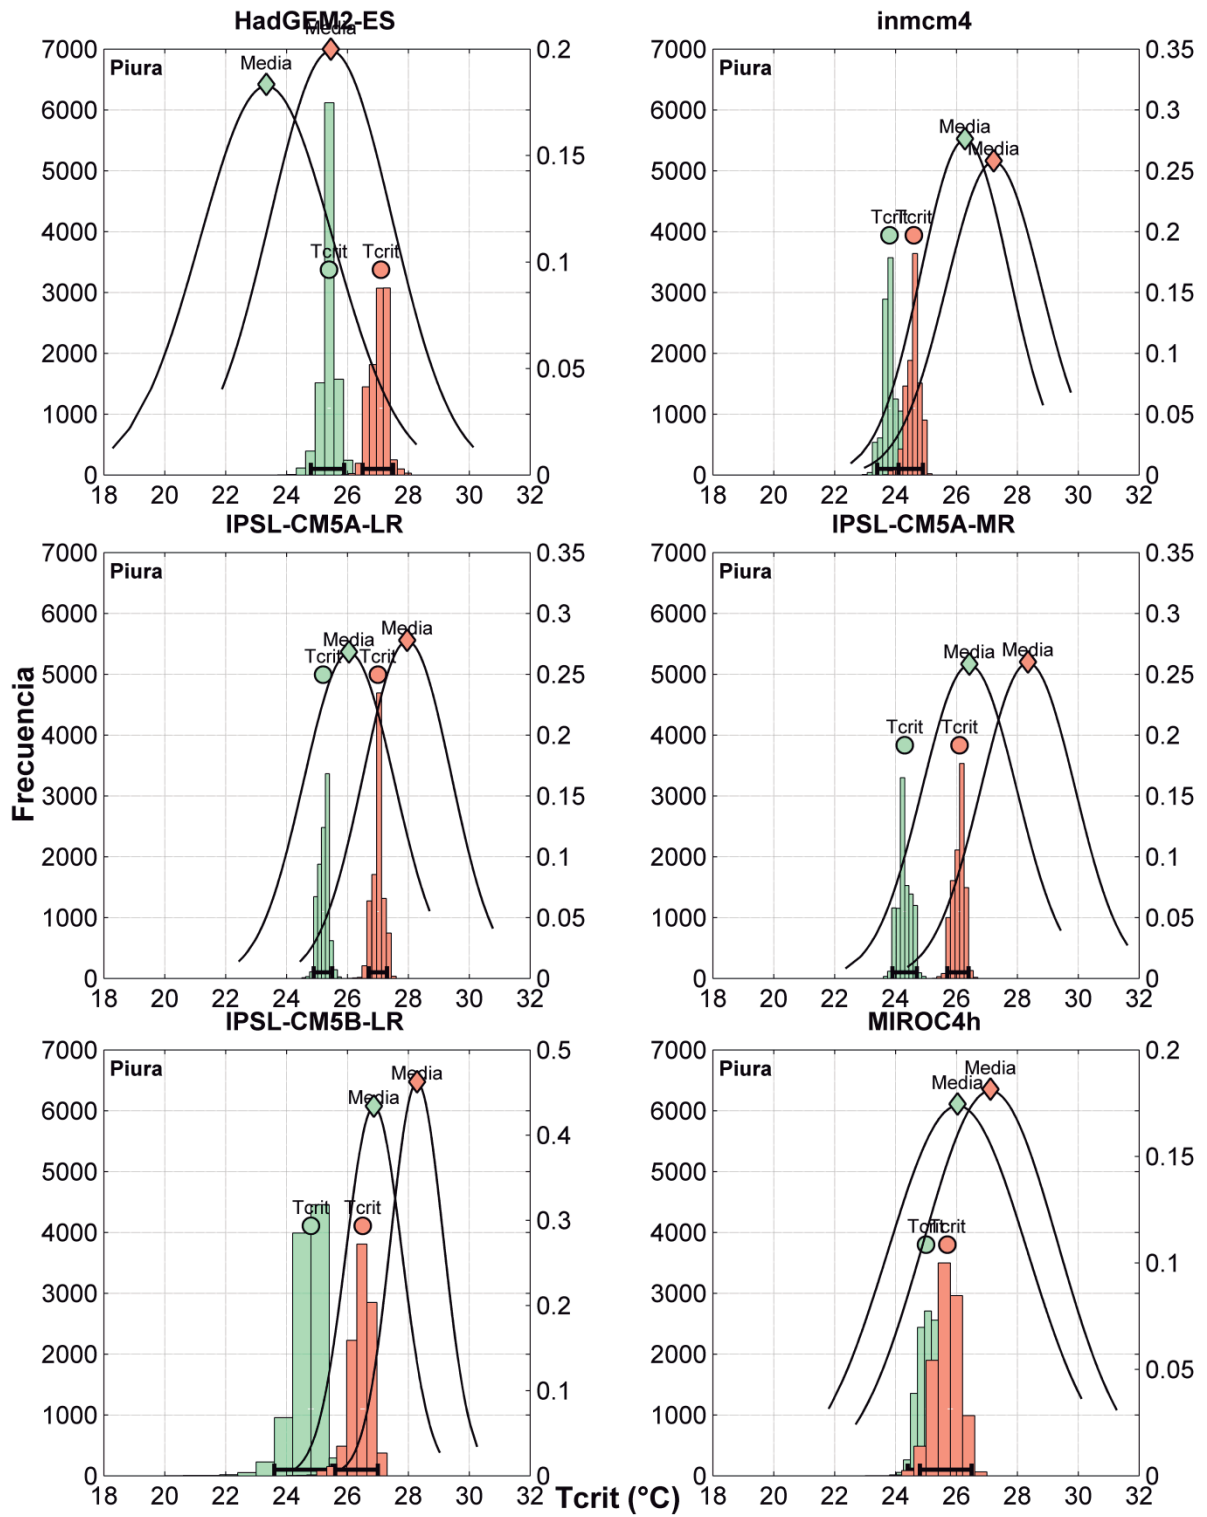 HadGEM2-ES
inmcm4
Piura
Media
Media
Tcrit
Tcrit
7000
6000
5000
4000
3000
2000
1000
0
0.2
0.15
0.1
0.05
0
18 20 22 24 26 28 30 32
Piura
Media
Media
Tcrit
Tcrit
7000
6000
5000
4000
3000
2000
1000
0
0.35
0.3
0.25
0.2
0.15
0.1
0.05
0
18 20 22 24 26 28 30 32
IPSL-CM5A-LR
IPSL-CM5A-MR
Piura
Media
Media
Tcrit
Tcrit
7000
6000
5000
4000
3000
2000
1000
0
0.35
0.3
0.25
0.2
0.15
0.1
0.05
0
18 20 22 24 26 28 30 32
Piura
Media
Media
Tcrit
Tcrit
7000
6000
5000
4000
3000
2000
1000
0
0.35
0.3
0.25
0.2
0.15
0.1
0.05
0
18 20 22 24 26 28 30 32
Frecuencia
IPSL-CM5B-LR
MIROC4h
Piura
Media
Media
Tcrit
Tcrit
7000
6000
5000
4000
3000
2000
1000
0
0.5
0.4
0.3
0.2
0.1
0
18 20 22 24 26 28 30 32
Piura
Media
Media
Tcrit
Tcrit
7000
6000
5000
4000
3000
2000
1000
0
0.2
0.15
0.1
0.05
0
18 20 22 24 26 28 30 32
Tcrit (°C)